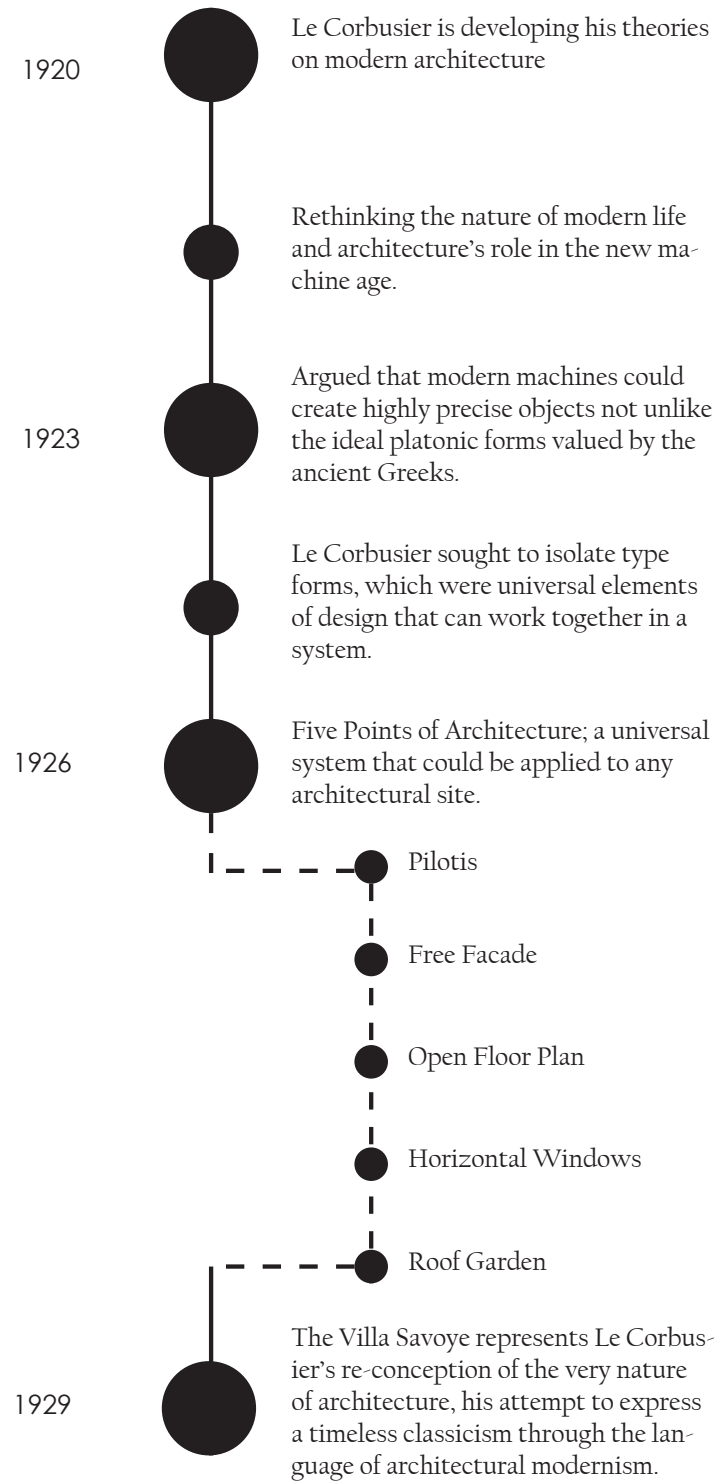 1920
Le Corbusier is developing his theories
on modern architecture
Rethinking the nature of modern life
and architecture's role in the new ma-
chine age.
1923
Argued that modern machines could
create highly precise objects not unlike
the ideal platonic forms valued by the
ancient Greeks.
Le Corbusier sought to isolate type
forms, which were universal elements
of design that can work together in a
system.
1926
Five Points of Architecture; a universal
system that could be applied to any
architectural site.
Pilotis
Free Facade
Open Floor Plan
Horizontal Windows
Roof Garden
1929
The Villa Savoye represents Le Corbus-
ier's re-conception of the very nature
of architecture, his attempt to express
a timeless classicism through the lan-
guage of architectural modernism.